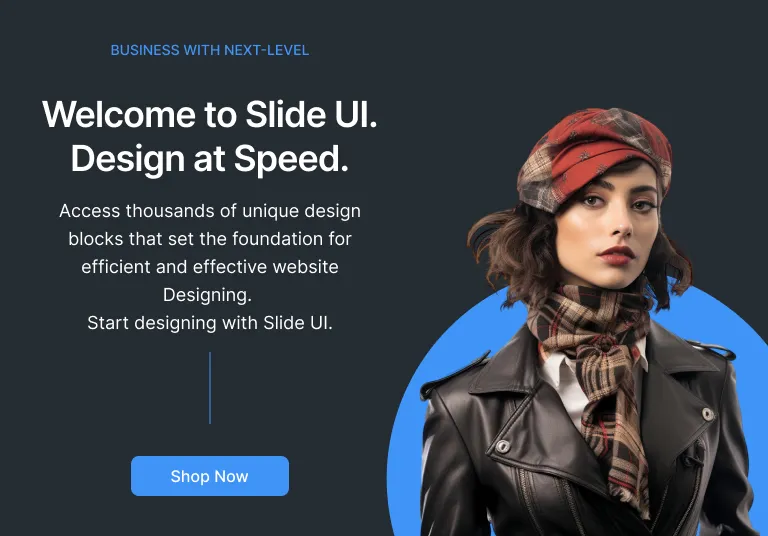 BUSINESS WITH NEXT-LEVEL
Welcome to Slide UI.
Design at Speed.
Access thousands of unique design
blocks that set the foundation for
efficient and effective website
Designing.
Start designing with Slide UI.
Shop Now